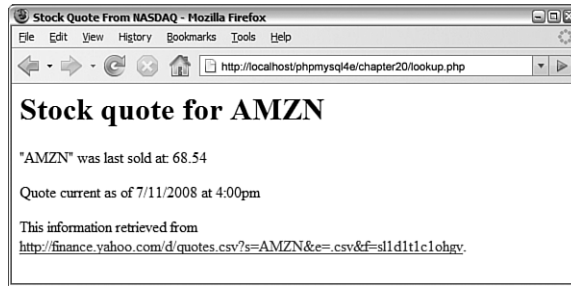 Stock Quote From NASDAQ - Mozilla Firefox
File Edit View History Bookmarks Tools Help
http://localhost/phpmysql4e/chapter20/lookup.php
Stock quote for AMZN
"AMZN" was last sold at: 68.54
Quote current as of 7/11/2008 at 4:00pm
This information retrieved from
http://finance.yahoo.com/d/quotes.csv?s=AMZN&e=.csv&f=sl1d1t1c1ohgv.